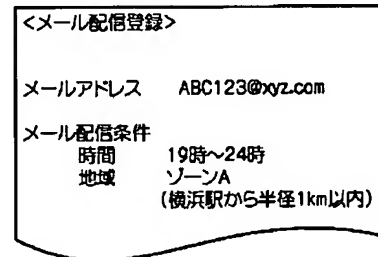 <メール配信登録>
メールアドレス ABC123@xyz.com
メール配信条件
時間 19時～24時
地域 ゾーンA
(横浜駅から半径1km以内)